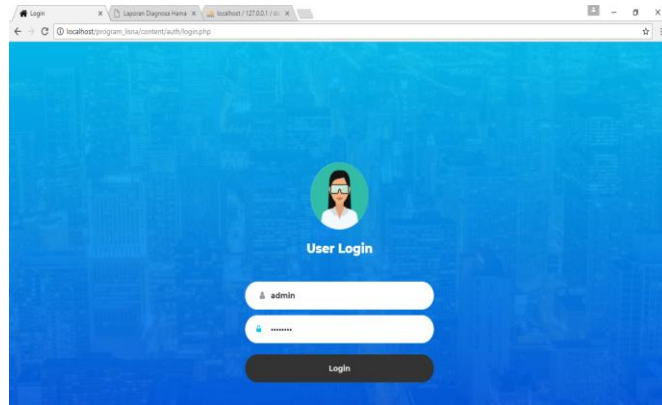 Login
Laporan Diagnosa Hama
localhost / 127.0.0.1 /
localhost/program_lisna/content/auth/login.php
User Login
admin
Login